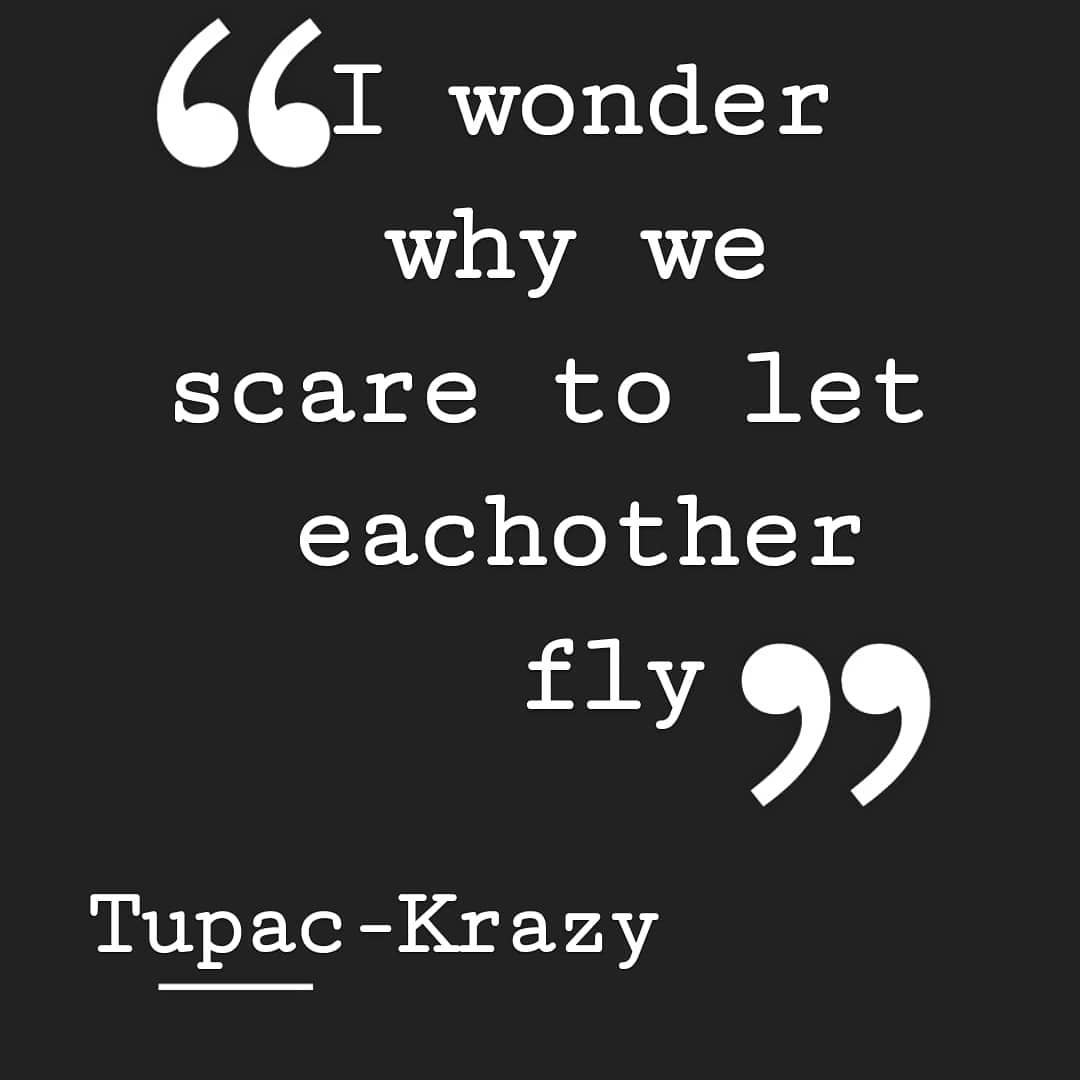 “I wonder
why we
scare to let
eachother
fly”
Tupac-Krazy